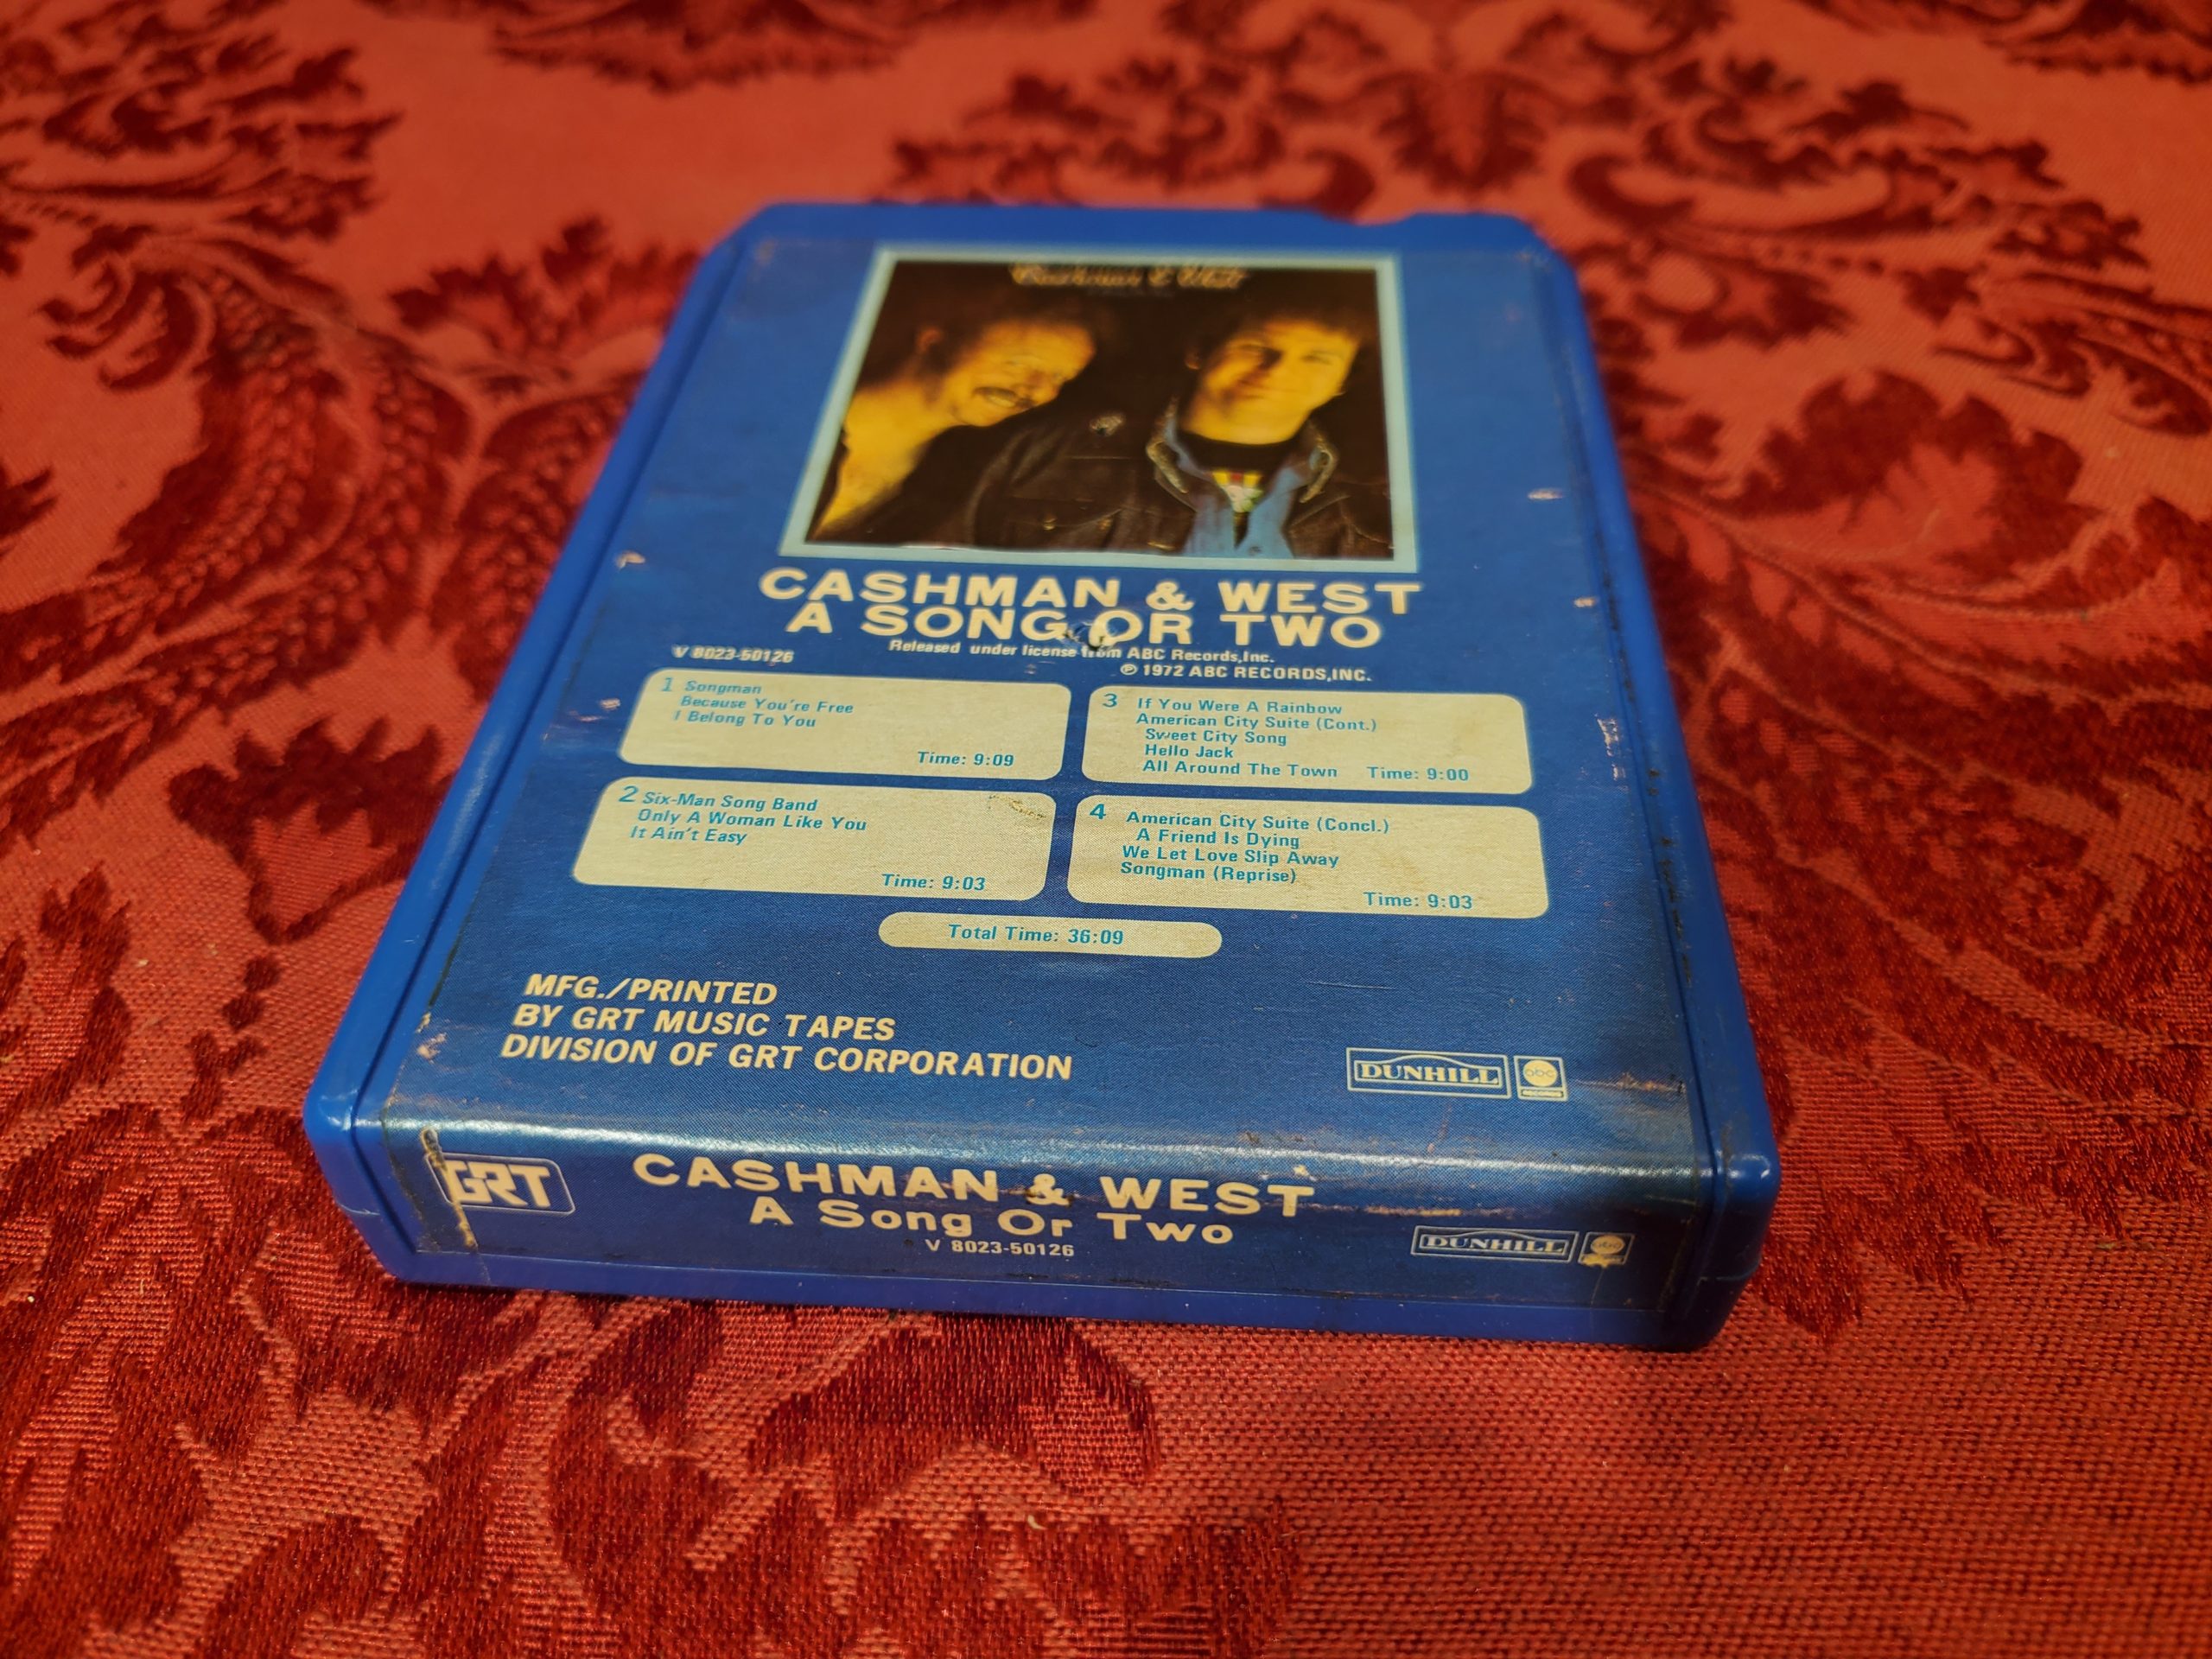 Cashman & West
CASHMAN & WEST
A SONG OR TWO
Released under license from ABC Records, Inc.
V 8023-50126
℗ 1972 ABC RECORDS, INC.
1 Songman
Because You're Free
I Belong To You
Time: 9:09
2 Six-Man Song Band
Only A Woman Like You
It Ain't Easy
Time: 9:03
3 If You Were A Rainbow
American City Suite (Cont.)
Sweet City Song
Hello Jack
All Around The Town Time: 9:00
4 American City Suite (Concl.)
A Friend Is Dying
We Let Love Slip Away
Songman (Reprise)
Time: 9:03
Total Time: 36:09
MFG./PRINTED
BY GRT MUSIC TAPES
DIVISION OF GRT CORPORATION
DUNHILL
abc
RECORDS
GRT
CASHMAN & WEST
A Song Or Two
V 8023-50126
DUNHILL
abc